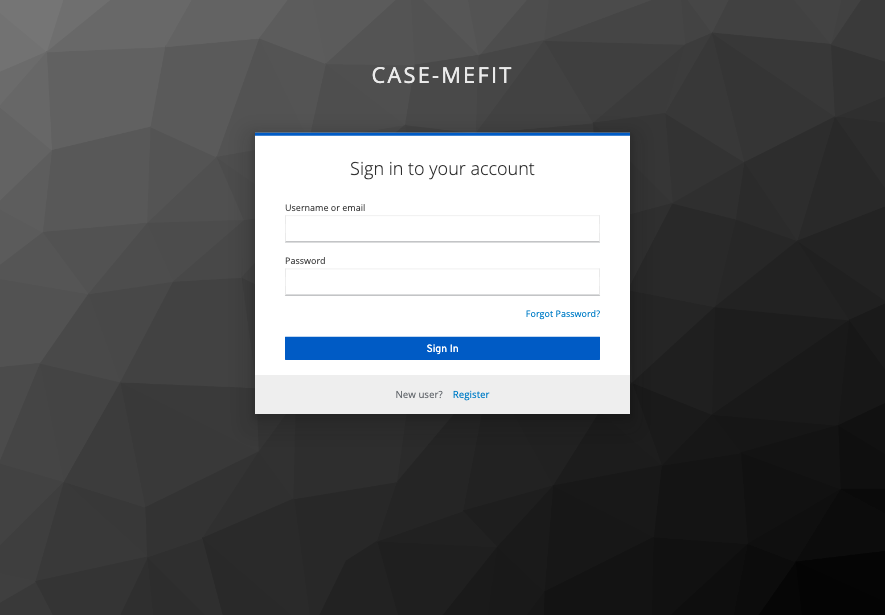 CASE-MEFIT
Sign in to your account
Username or email
Password
Forgot Password?
Sign In
New user? Register